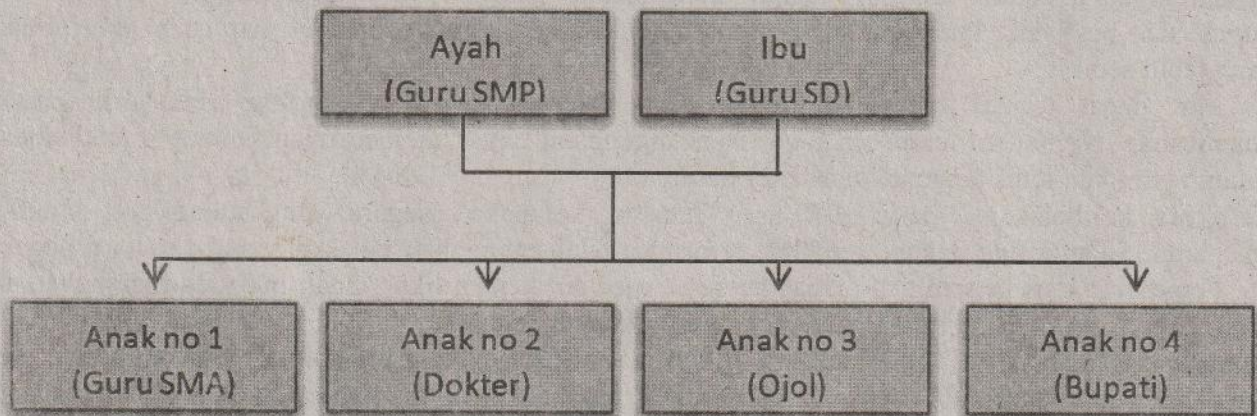 Ayah
(Guru SMP)
Ibu
(Guru SD)
Anak no 1
(Guru SMA)
Anak no 2
(Dokter)
Anak no 3
(Ojol)
Anak no 4
(Bupati)